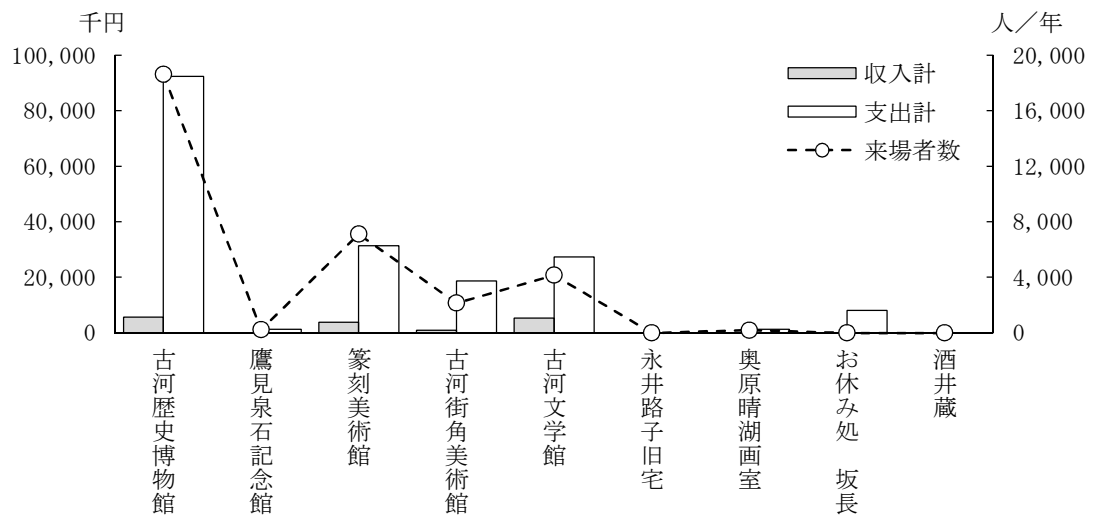 千円
人／年
100,000
80,000
60,000
40,000
20,000
0
20,000
16,000
12,000
8,000
4,000
0
収入計
支出計
来場者数
古河歴史博物館
鷹見泉石記念館
篆刻美術館
古河街角美術館
古河文学館
永井路子旧宅
奥原晴湖画室
お休み処　坂長
酒井蔵